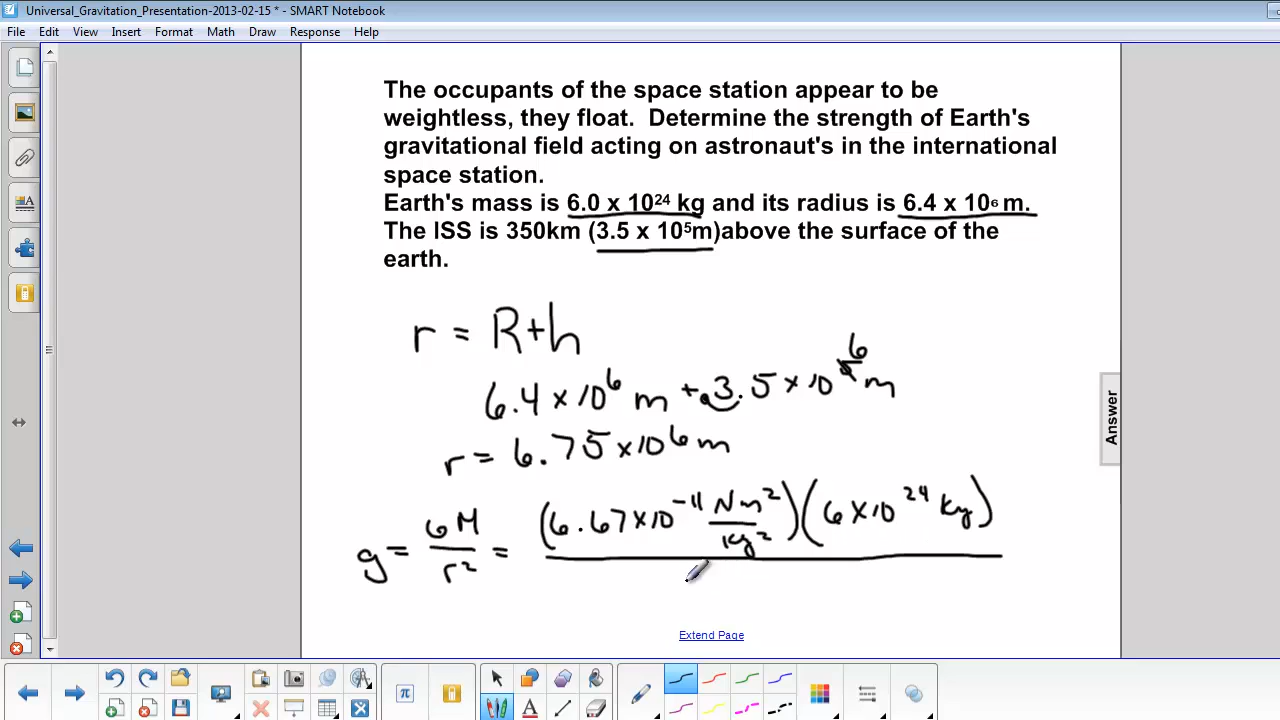 Universal_Gravitation_Presentation-2013-02-15 * - SMART Notebook
File Edit View Insert Format Math Draw Response Help
The occupants of the space station appear to be
weightless, they float. Determine the strength of Earth's
gravitational field acting on astronaut's in the international
space station.
Earth's mass is 6.0 x 10²⁴ kg and its radius is 6.4 x 10⁶ m.
The ISS is 350km (3.5 x 10⁵m)above the surface of the
earth.
r = R+h
6.4 × 10⁶ m + .3.5 × 10⁶ m
r = 6.75 × 10⁶ m
g = GM/r² = (6.67 × 10⁻¹¹ Nm²/kg²)(6 × 10²⁴ kg)
Answer
Extend Page
π
A